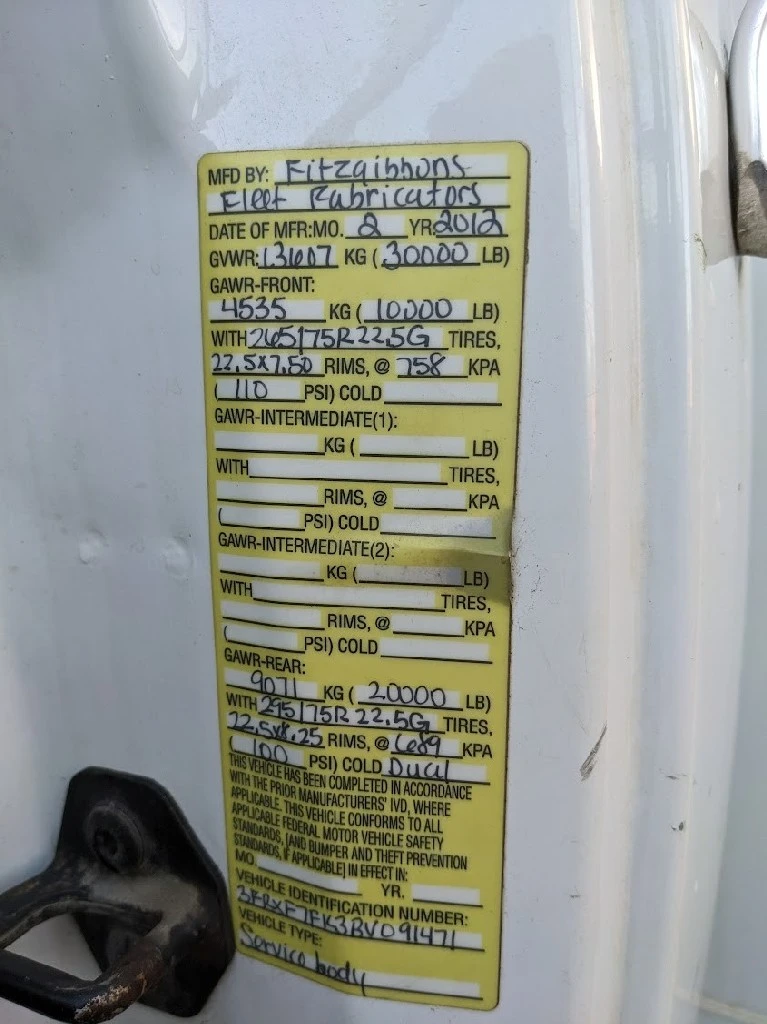 MFD BY: Fitzgibbons
Fleet Fabricators
DATE OF MFR:MO. 2 YR. 2012
GVWR: 13607 KG ( 30000 LB)
GAWR-FRONT:
4535 KG ( 10000 LB)
WITH 265/75R 22.5G TIRES,
22.5X7.50 RIMS, @ 758 KPA
( 110 PSI) COLD
GAWR-INTERMEDIATE(1):
KG ( LB)
WITH TIRES,
RIMS, @ KPA
( PSI) COLD
GAWR-INTERMEDIATE(2):
KG ( LB)
WITH TIRES,
RIMS, @ KPA
( PSI) COLD
GAWR-REAR:
9071 KG ( 20000 LB)
WITH 295/75R 22.5G TIRES,
22.5x8.25 RIMS, @ 689 KPA
( 100 PSI) COLD Dual
THIS VEHICLE HAS BEEN COMPLETED IN ACCORDANCE
WITH THE PRIOR MANUFACTURERS' IVD, WHERE
APPLICABLE. THIS VEHICLE CONFORMS TO ALL
APPLICABLE FEDERAL MOTOR VEHICLE SAFETY
STANDARDS, [AND BUMPER AND THEFT PREVENTION
STANDARDS, IF APPLICABLE] IN EFFECT IN:
MO. YR.
VEHICLE IDENTIFICATION NUMBER:
3FRXF7FK3BV091471
VEHICLE TYPE:
Service body